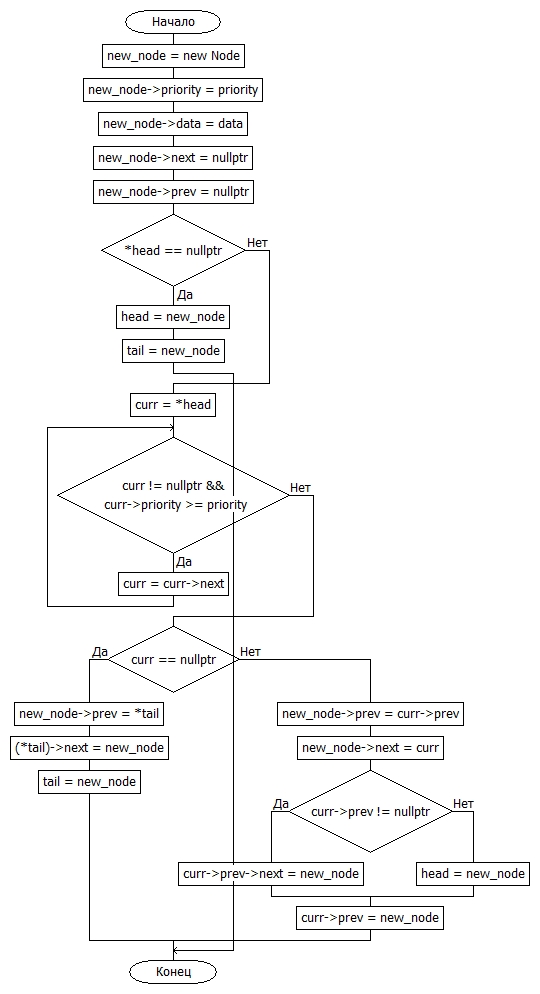 Начало
new_node = new Node
new_node->priority = priority
new_node->data = data
new_node->next = nullptr
new_node->prev = nullptr
*head == nullptr
Нет
Да
head = new_node
tail = new_node
curr = *head
curr != nullptr &&
curr->priority >= priority
Нет
Да
curr = curr->next
curr == nullptr
Да
Нет
new_node->prev = *tail
(*tail)->next = new_node
tail = new_node
new_node->prev = curr->prev
new_node->next = curr
curr->prev != nullptr
Да
Нет
curr->prev->next = new_node
head = new_node
curr->prev = new_node
Конец